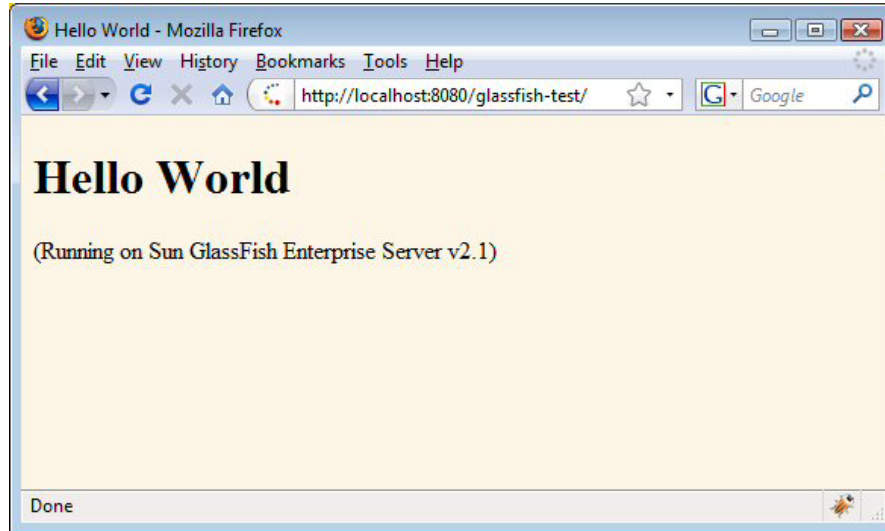 Hello World - Mozilla Firefox
File Edit View History Bookmarks Tools Help
http://localhost:8080/glassfish-test/ G Google
Hello World
(Running on Sun GlassFish Enterprise Server v2.1)
Done